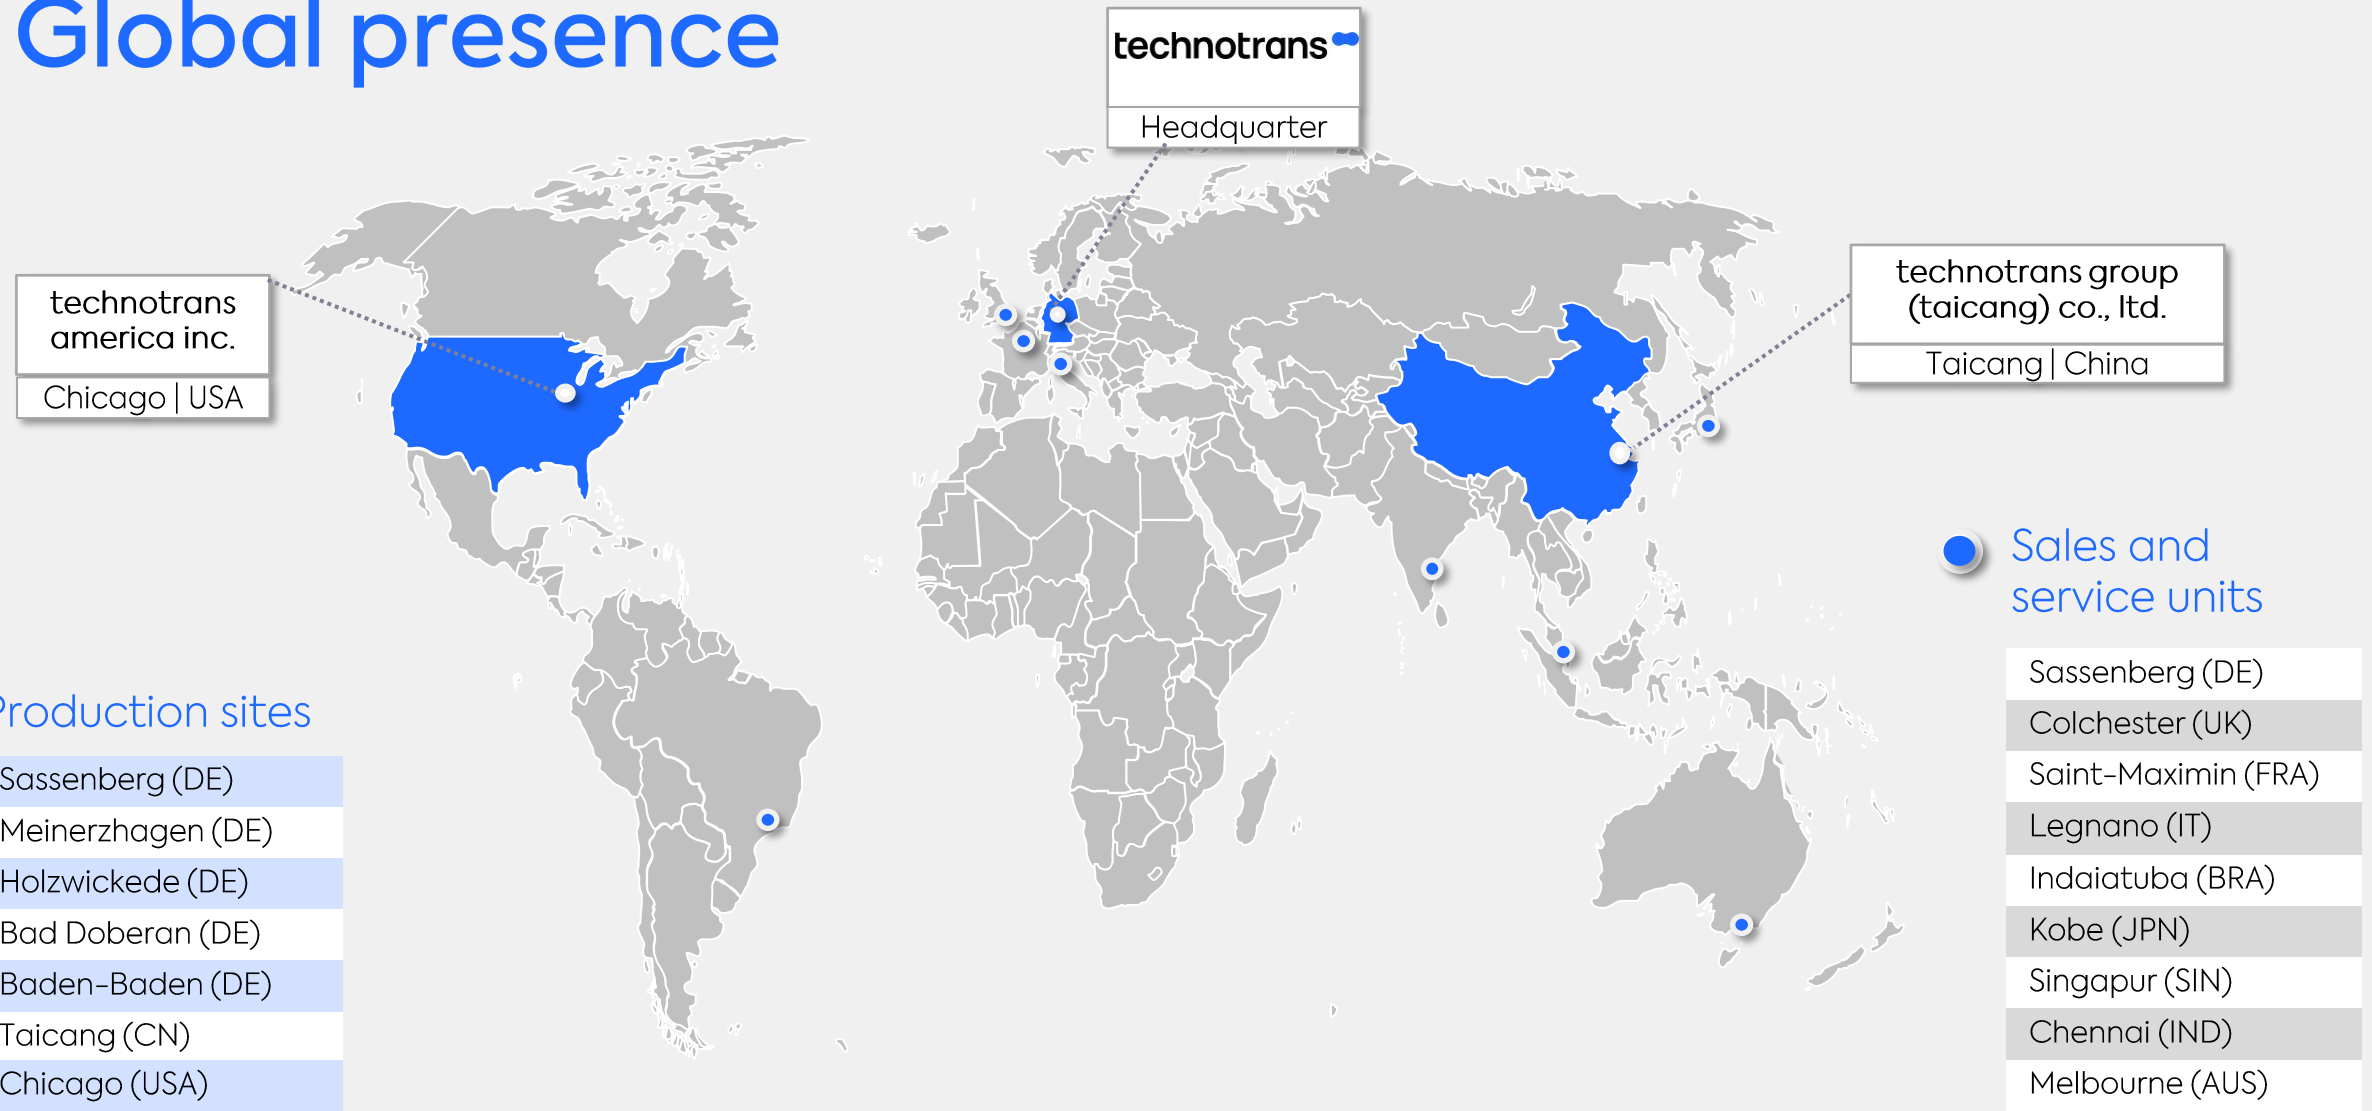 Global presence
technotrans
Headquarter
technotrans
america inc.
Chicago | USA
technotrans group
(taicang) co., ltd.
Taicang | China
Sales and
service units
Sassenberg (DE)
Colchester (UK)
Saint-Maximin (FRA)
Legnano (IT)
Indaiatuba (BRA)
Kobe (JPN)
Singapur (SIN)
Chennai (IND)
Melbourne (AUS)
Production sites
Sassenberg (DE)
Meinerzhagen (DE)
Holzwickede (DE)
Bad Doberan (DE)
Baden-Baden (DE)
Taicang (CN)
Chicago (USA)